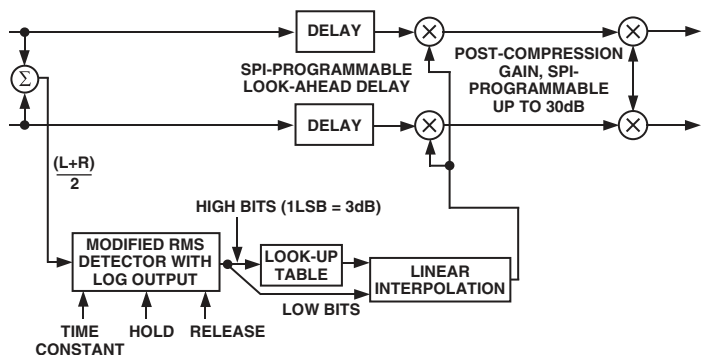 DELAY
SPI-PROGRAMMABLE
LOOK-AHEAD DELAY
POST-COMPRESSION
GAIN, SPI-
PROGRAMMABLE
UP TO 30dB
Σ
DELAY
(L+R)
2
HIGH BITS (1LSB = 3dB)
MODIFIED RMS
DETECTOR WITH
LOG OUTPUT
LOOK-UP
TABLE
LINEAR
INTERPOLATION
LOW BITS
TIME
CONSTANT
HOLD
RELEASE